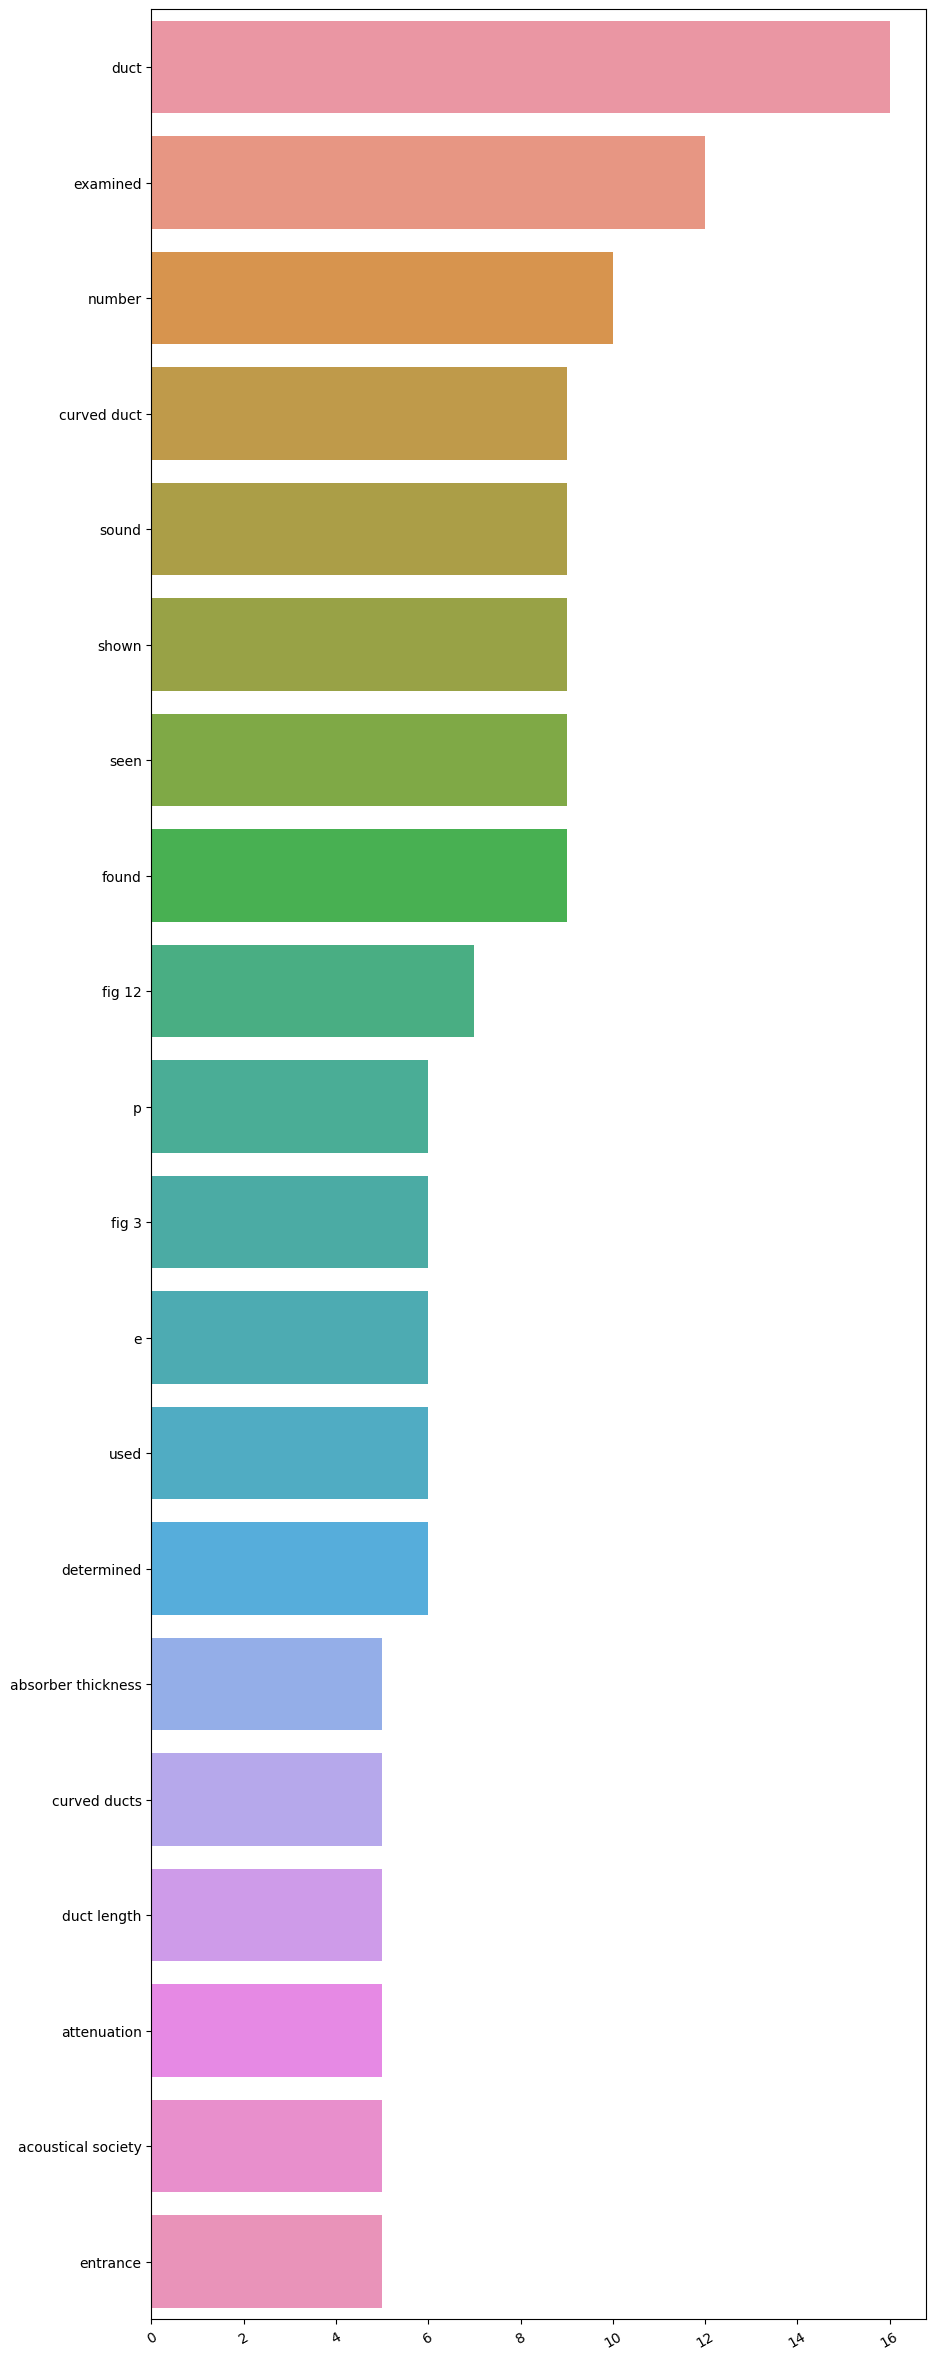 duct
examined
number
curved duct
sound
shown
seen
found
fig 12
p
fig 3
e
used
determined
absorber thickness
curved ducts
duct length
attenuation
acoustical society
entrance
0 2 4 6 8 10 12 14 16